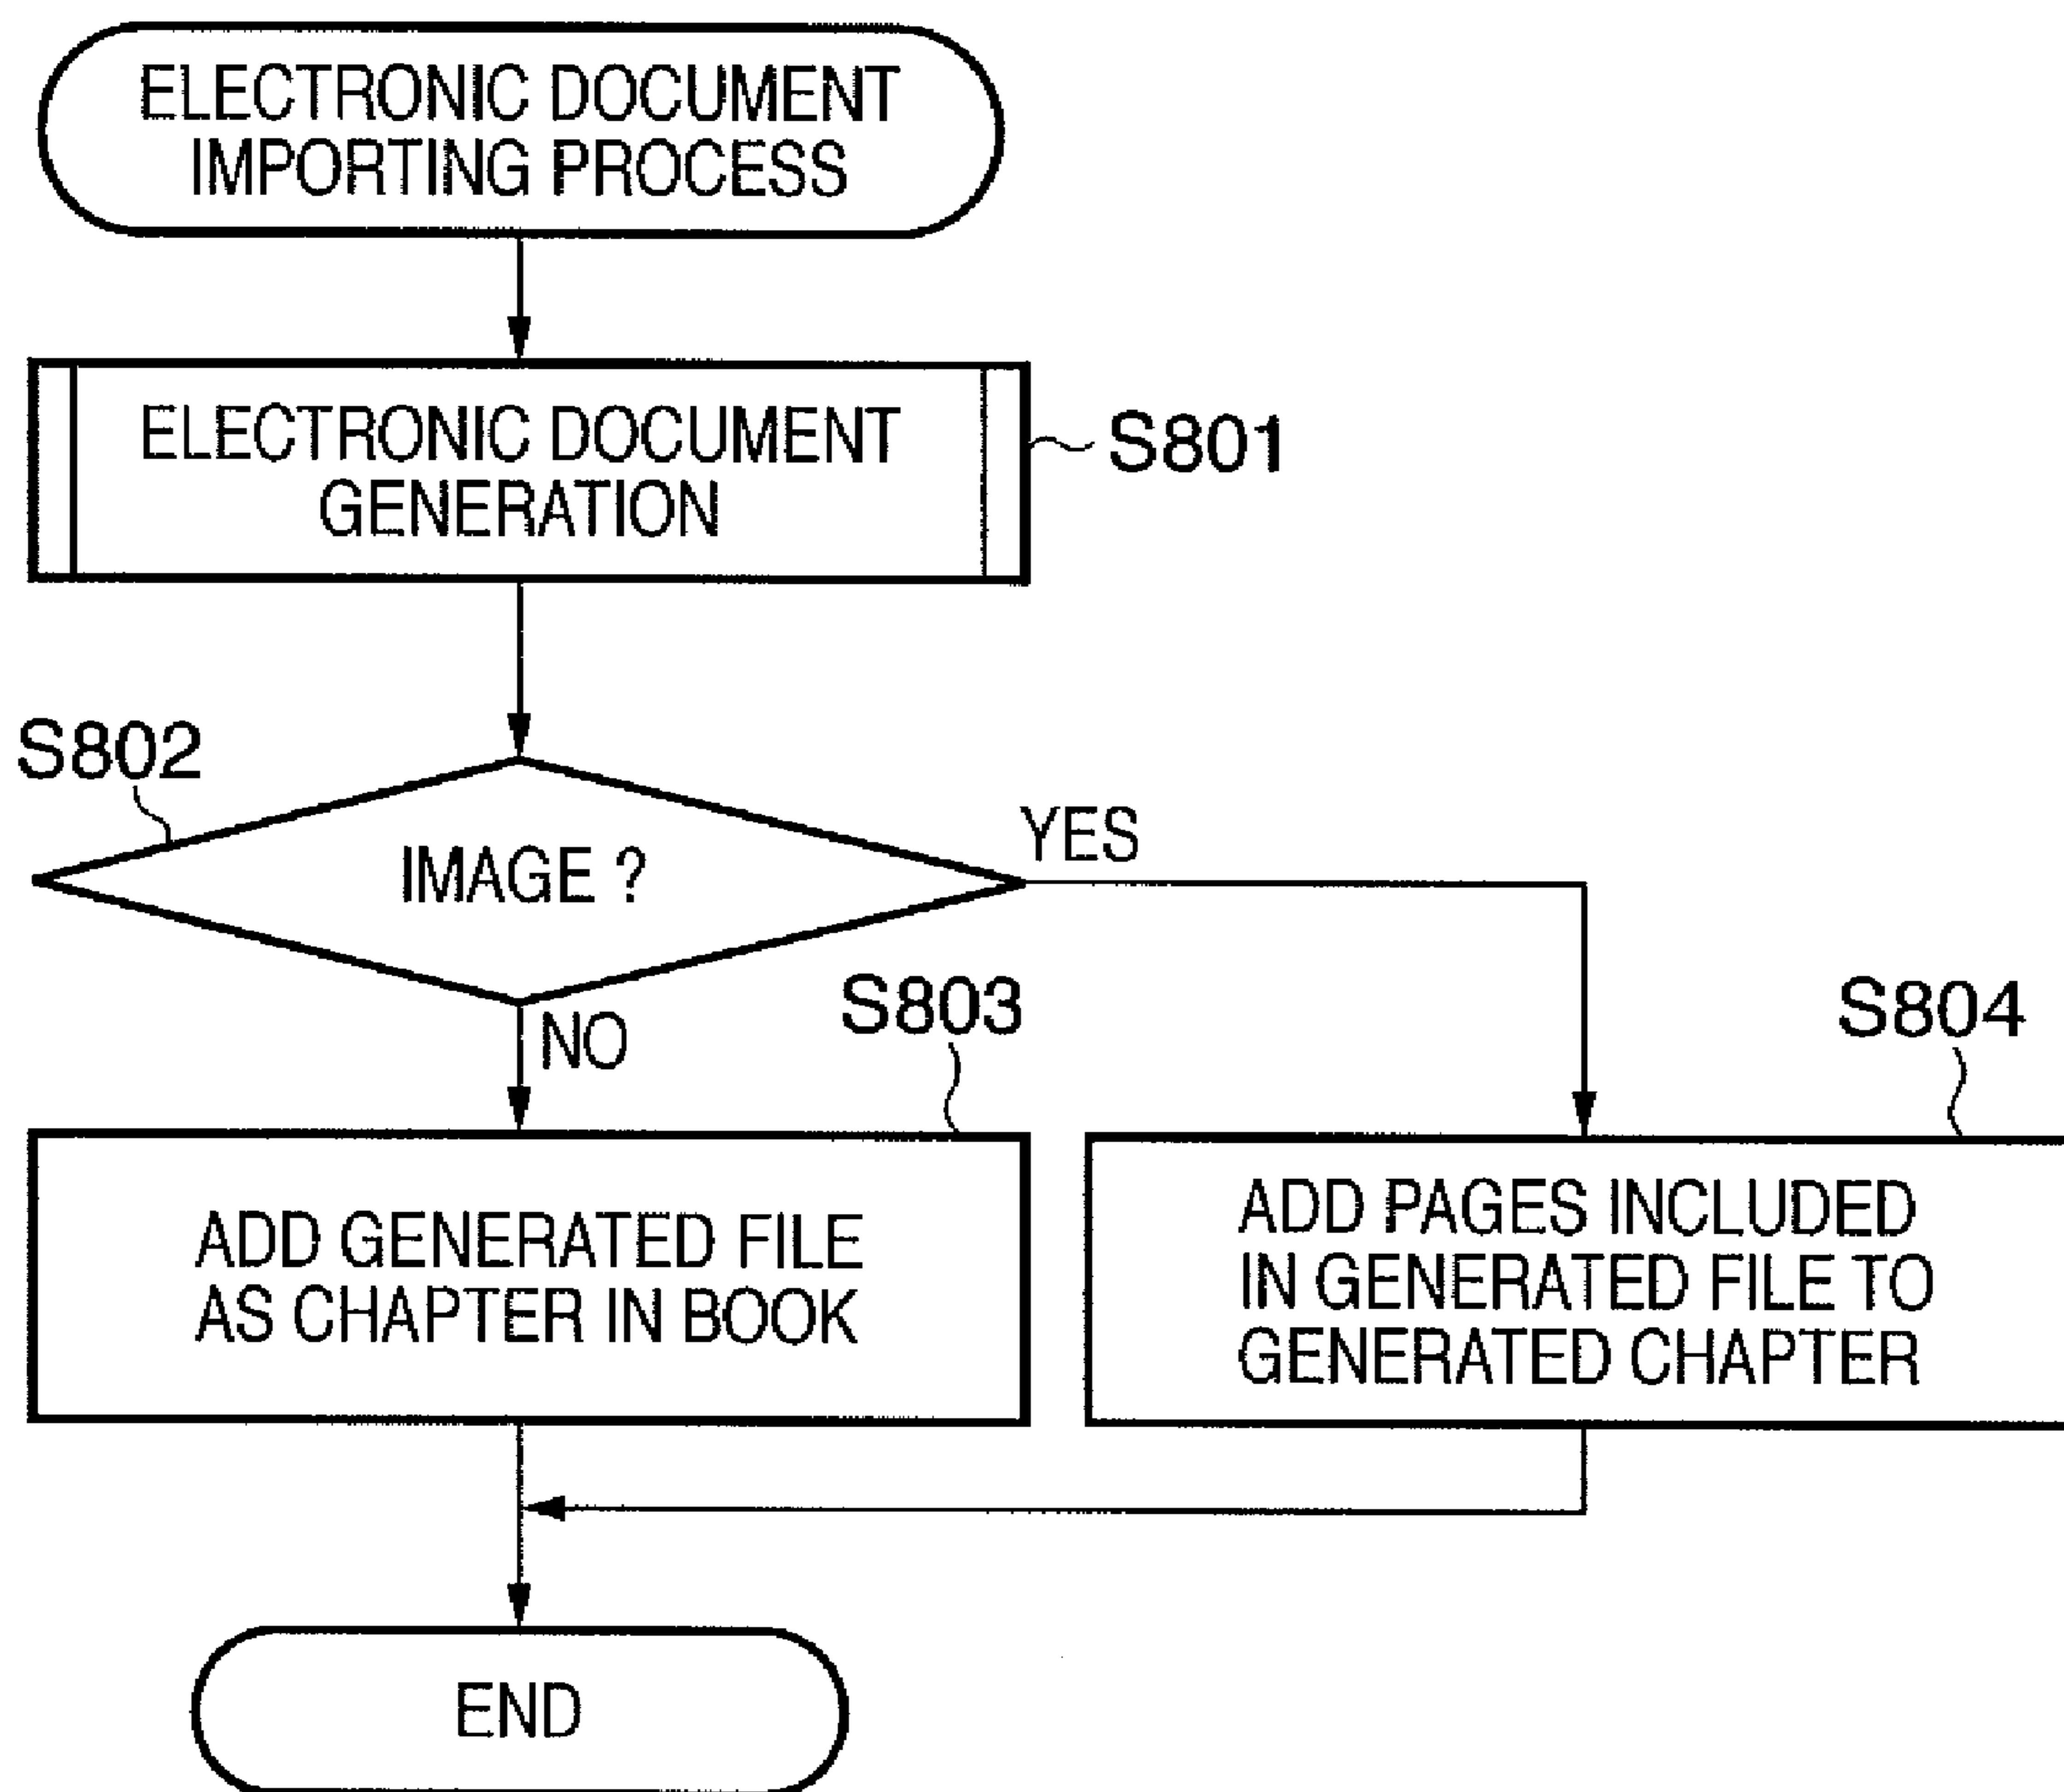 ELECTRONIC DOCUMENT
IMPORTING PROCESS
ELECTRONIC DOCUMENT
GENERATION
S801
S802
IMAGE ?
YES
NO
S803
S804
ADD GENERATED FILE
AS CHAPTER IN BOOK
ADD PAGES INCLUDED
IN GENERATED FILE TO
GENERATED CHAPTER
END